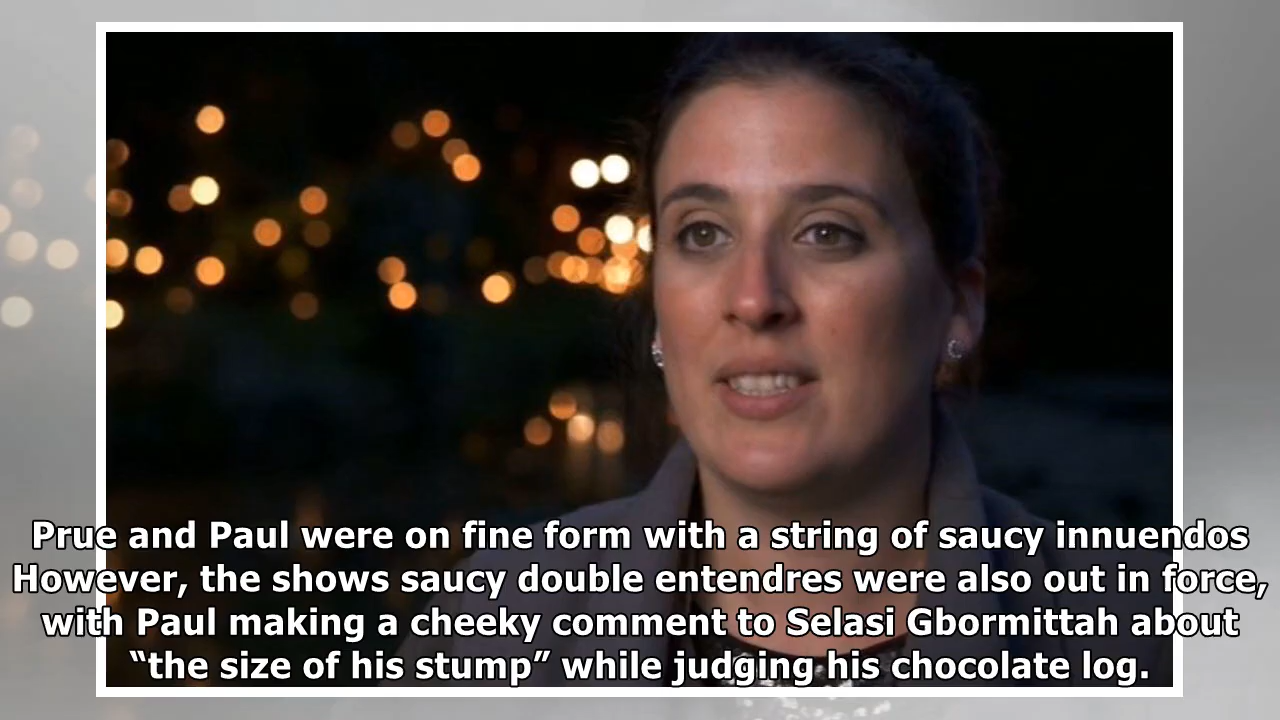 Prue and Paul were on fine form with a string of saucy innuendos
However, the shows saucy double entendres were also out in force,
with Paul making a cheeky comment to Selasi Gbormittah about
“the size of his stump” while judging his chocolate log.